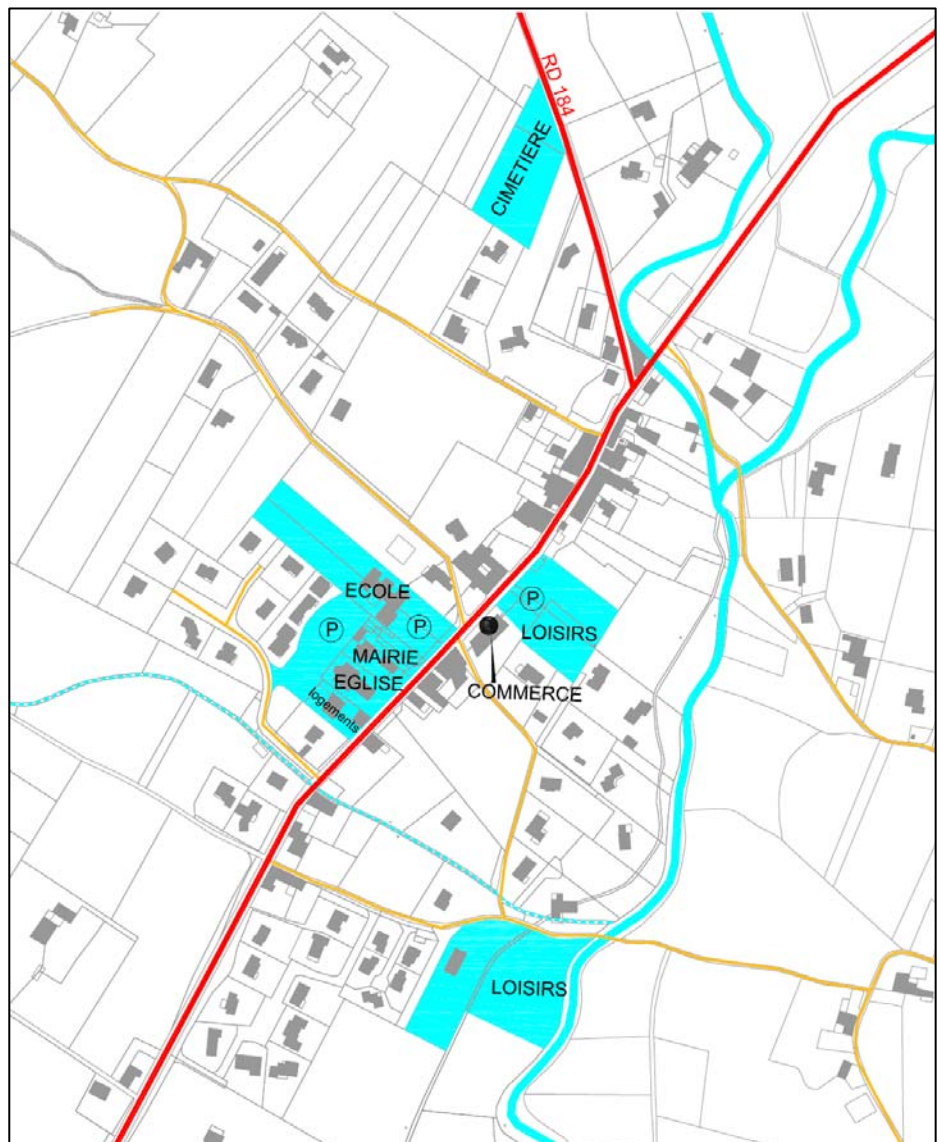 RD 184
CIMETIERE
ECOLE
P
P
P
LOISIRS
MAIRIE
EGLISE
COMMERCE
logements
LOISIRS